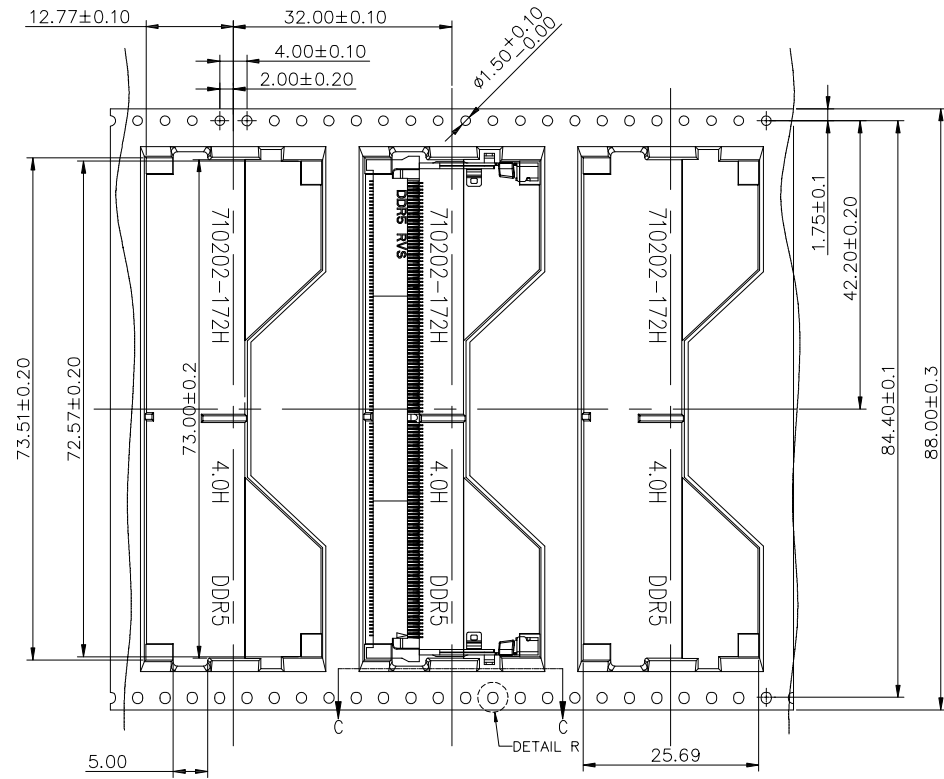 12.77±0.10
32.00±0.10
4.00±0.10
2.00±0.20
ø1.50+0.10
-0.00
1.75±0.1
42.20±0.20
84.40±0.1
88.00±0.3
73.51±0.20
72.57±0.20
73.00±0.2
710202-172H
4.0H
DDR5
DDR5 RVS
710202-172H
4.0H
DDR5
710202-172H
4.0H
DDR5
C
C
DETAIL R
5.00
25.69